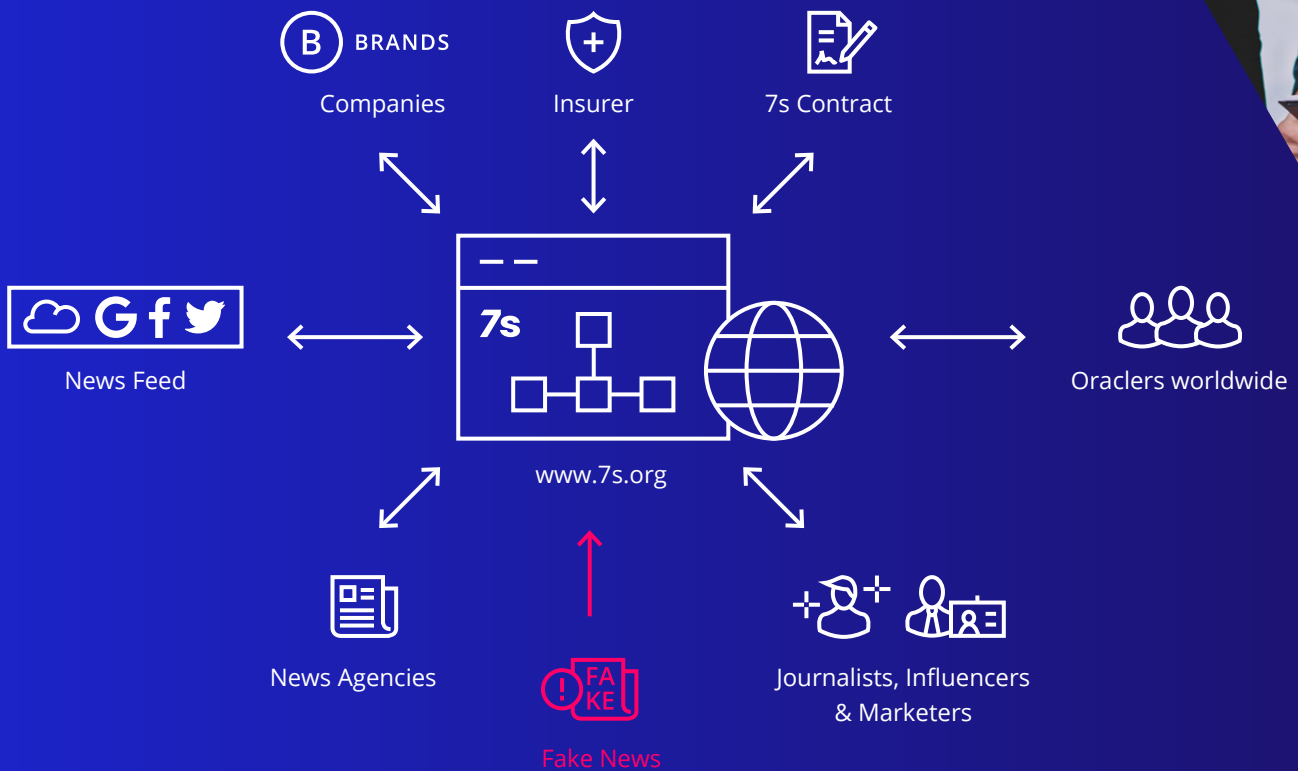 B BRANDS
Companies
Insurer
7s Contract
7s
G f
News Feed
Oraclers worldwide
www.7s.org
News Agencies
FA
KE
Fake News
Journalists, Influencers
& Marketers